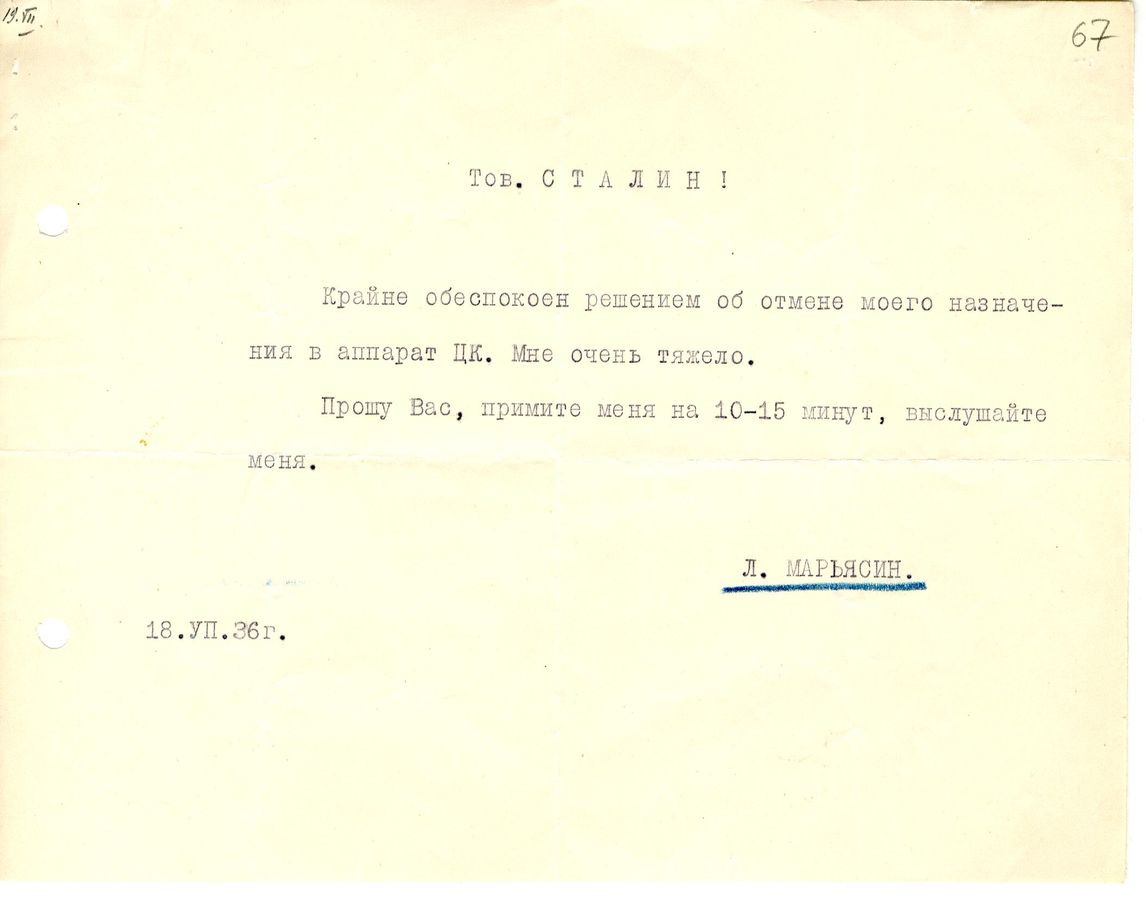 19.VII.
67
Тов. С Т А Л И Н !
Крайне обеспокоен решением об отмене моего назначе-
ния в аппарат ЦК. Мне очень тяжело.
Прошу Вас, примите меня на 10-15 минут, выслушайте
меня.
Л. МАРЬЯСИН.
18.УП.36г.